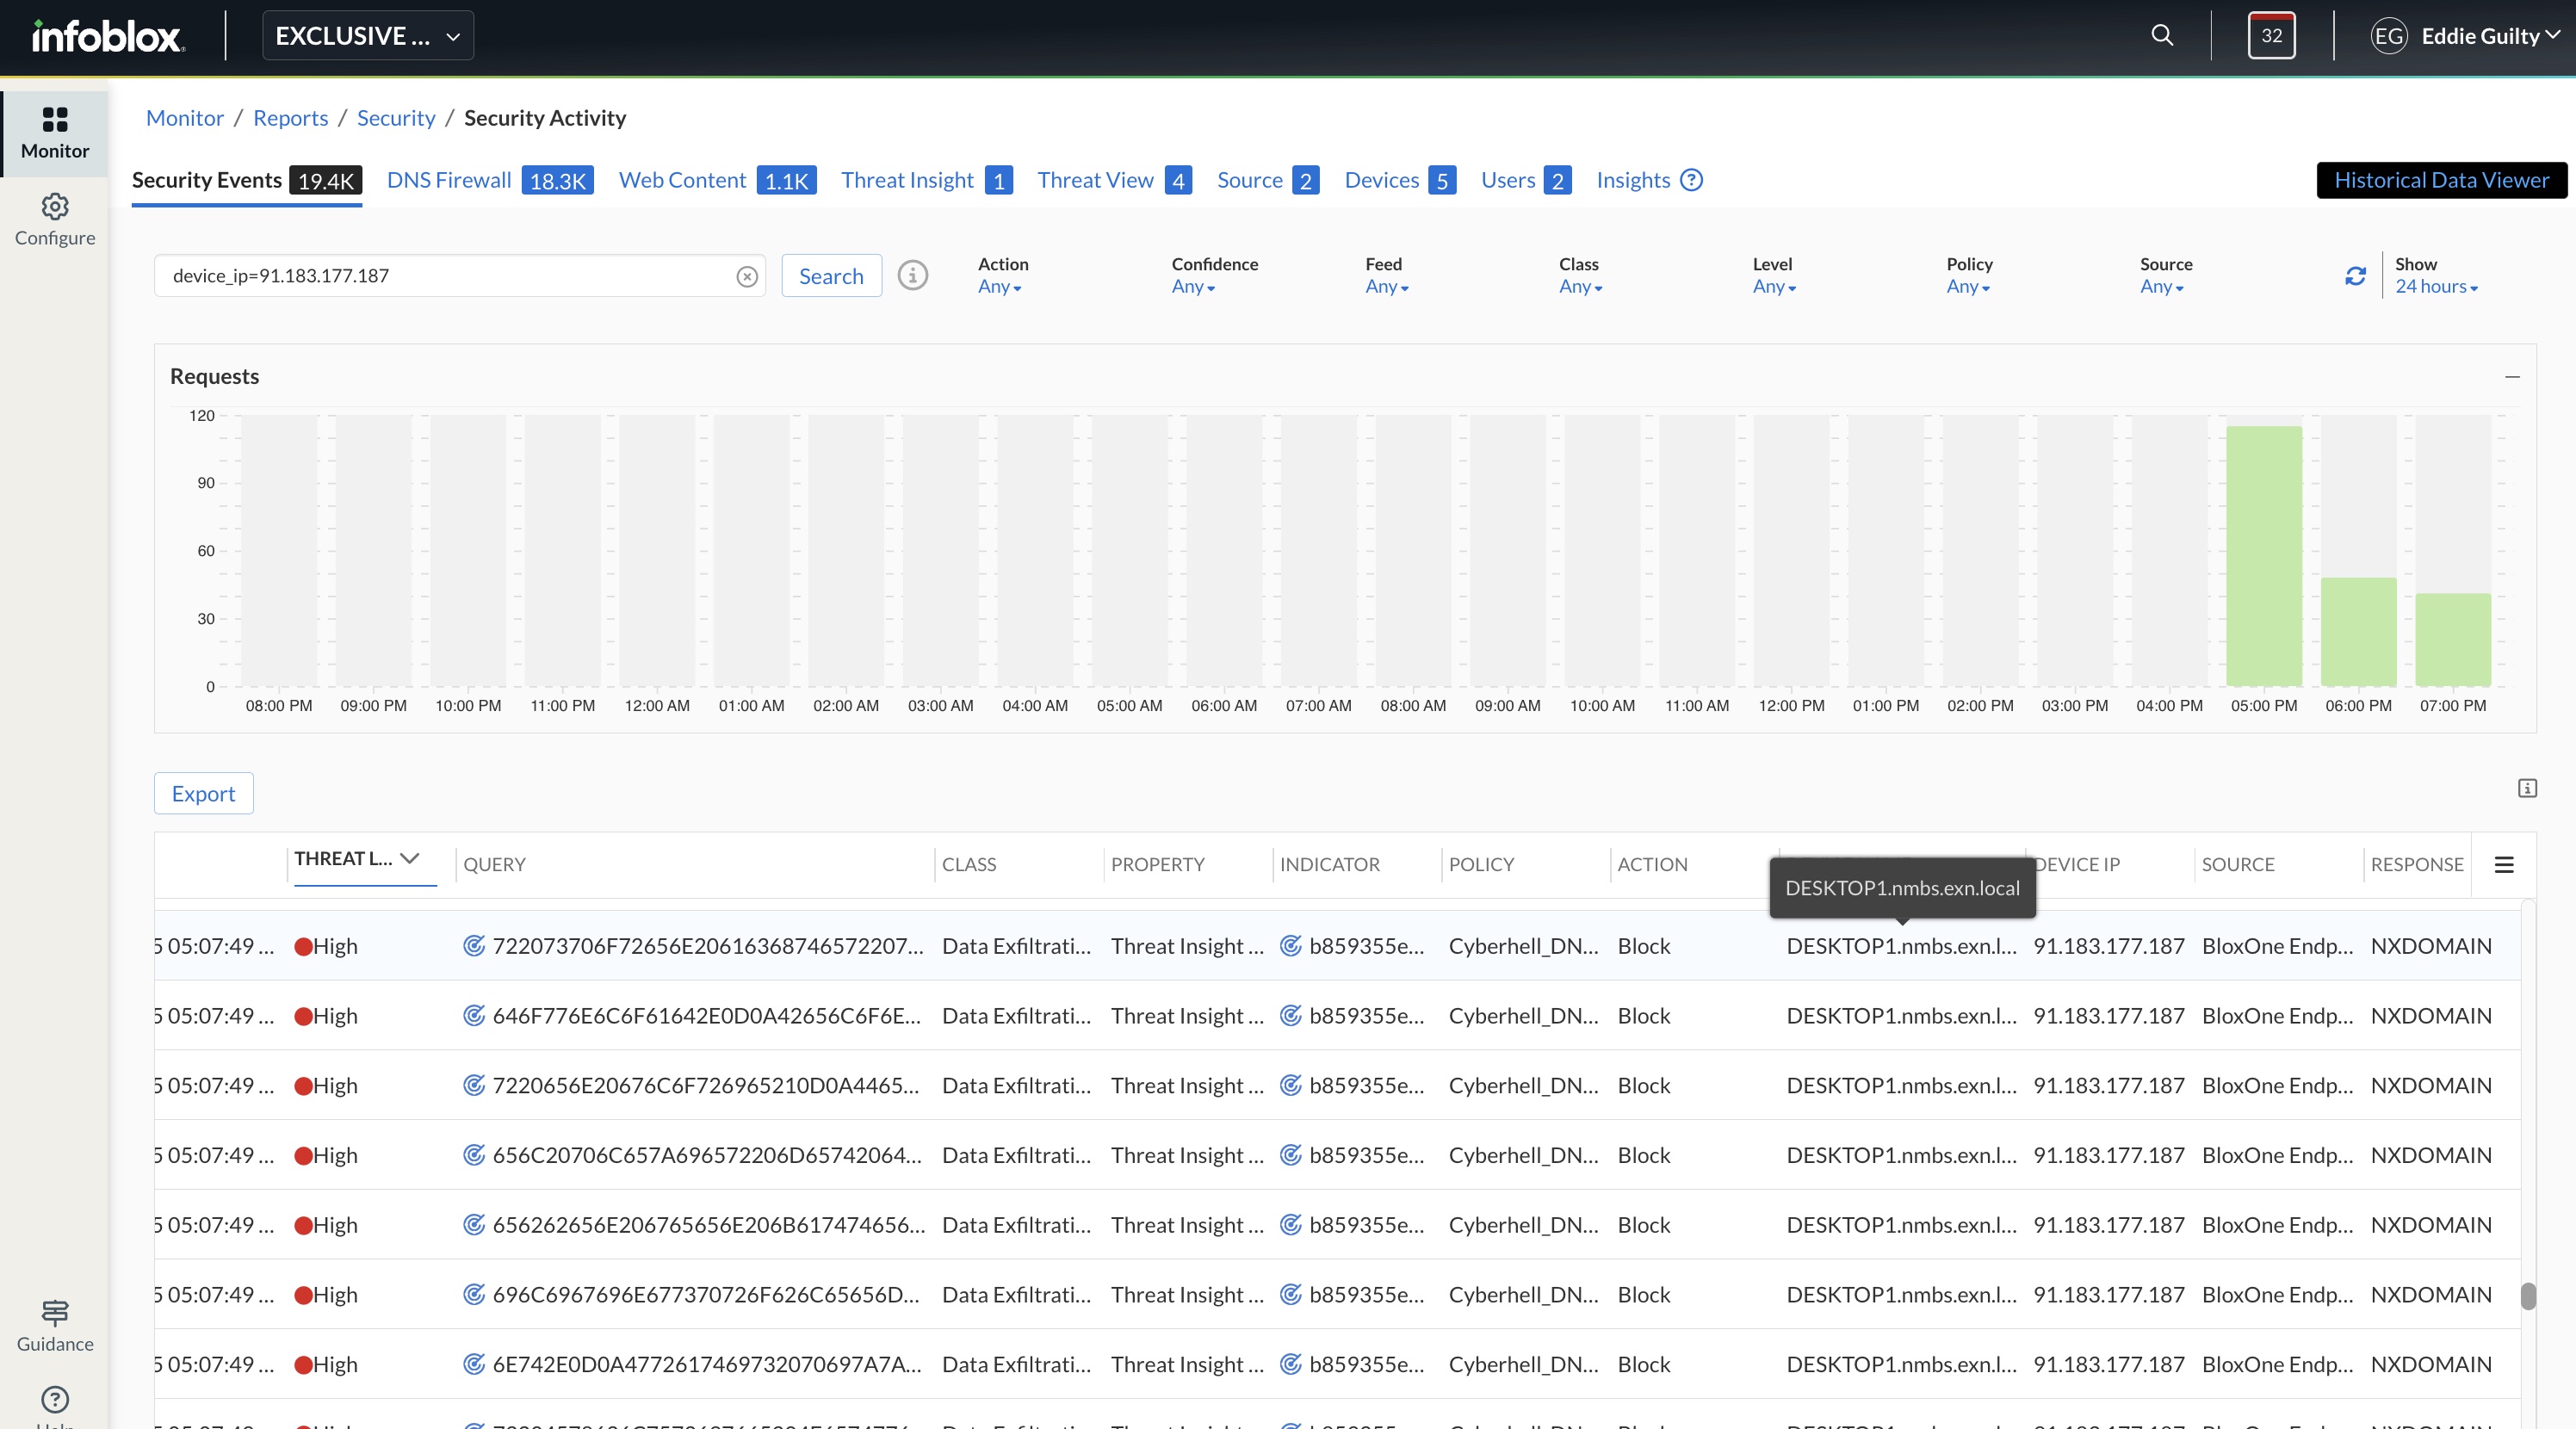 infoblox
EXCLUSIVE ...
32
EG Eddie Guilty
Monitor / Reports / Security / Security Activity
Monitor
Configure
Security Events 19.4K DNS Firewall 18.3K Web Content 1.1K Threat Insight 1 Threat View 4 Source 2 Devices 5 Users 2 Insights ? Historical Data Viewer
device_ip=91.183.177.187
Search
Action Confidence Feed Class Level Policy Source Show
Any Any Any Any Any Any Any 24 hours
Requests
120
90
60
30
0
08:00 PM 09:00 PM 10:00 PM 11:00 PM 12:00 AM 01:00 AM 02:00 AM 03:00 AM 04:00 AM 05:00 AM 06:00 AM 07:00 AM 08:00 AM 09:00 AM 10:00 AM 11:00 AM 12:00 PM 01:00 PM 02:00 PM 03:00 PM 04:00 PM 05:00 PM 06:00 PM 07:00 PM
Export
THREAT L... QUERY CLASS PROPERTY INDICATOR POLICY ACTION DEVICE IP SOURCE RESPONSE
DESKTOP1.nmbs.exn.local
5 05:07:49 ... High 722073706F72656E20616368746572207... Data Exfiltrati... Threat Insight ... b859355e... Cyberhell_DN... Block DESKTOP1.nmbs.exn.l... 91.183.177.187 BloxOne Endp... NXDOMAIN
5 05:07:49 ... High 646F776E6C6F61642E0D0A42656C6F6E... Data Exfiltrati... Threat Insight ... b859355e... Cyberhell_DN... Block DESKTOP1.nmbs.exn.l... 91.183.177.187 BloxOne Endp... NXDOMAIN
5 05:07:49 ... High 7220656E20676C6F726965210D0A4465... Data Exfiltrati... Threat Insight ... b859355e... Cyberhell_DN... Block DESKTOP1.nmbs.exn.l... 91.183.177.187 BloxOne Endp... NXDOMAIN
5 05:07:49 ... High 656C20706C657A696572206D65742064... Data Exfiltrati... Threat Insight ... b859355e... Cyberhell_DN... Block DESKTOP1.nmbs.exn.l... 91.183.177.187 BloxOne Endp... NXDOMAIN
5 05:07:49 ... High 656262656E206765656E206B617474656... Data Exfiltrati... Threat Insight ... b859355e... Cyberhell_DN... Block DESKTOP1.nmbs.exn.l... 91.183.177.187 BloxOne Endp... NXDOMAIN
5 05:07:49 ... High 696C6967696E677370726F626C65656D... Data Exfiltrati... Threat Insight ... b859355e... Cyberhell_DN... Block DESKTOP1.nmbs.exn.l... 91.183.177.187 BloxOne Endp... NXDOMAIN
5 05:07:49 ... High 6E742E0D0A4772617469732070697A7A... Data Exfiltrati... Threat Insight ... b859355e... Cyberhell_DN... Block DESKTOP1.nmbs.exn.l... 91.183.177.187 BloxOne Endp... NXDOMAIN
Guidance